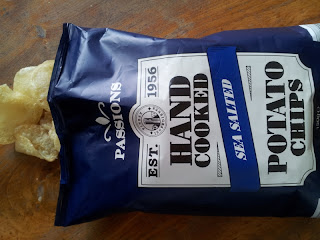 PASSIONS
EST. 1956
HAND
COOKED
SEA SALTED
POTATO
CHIPS